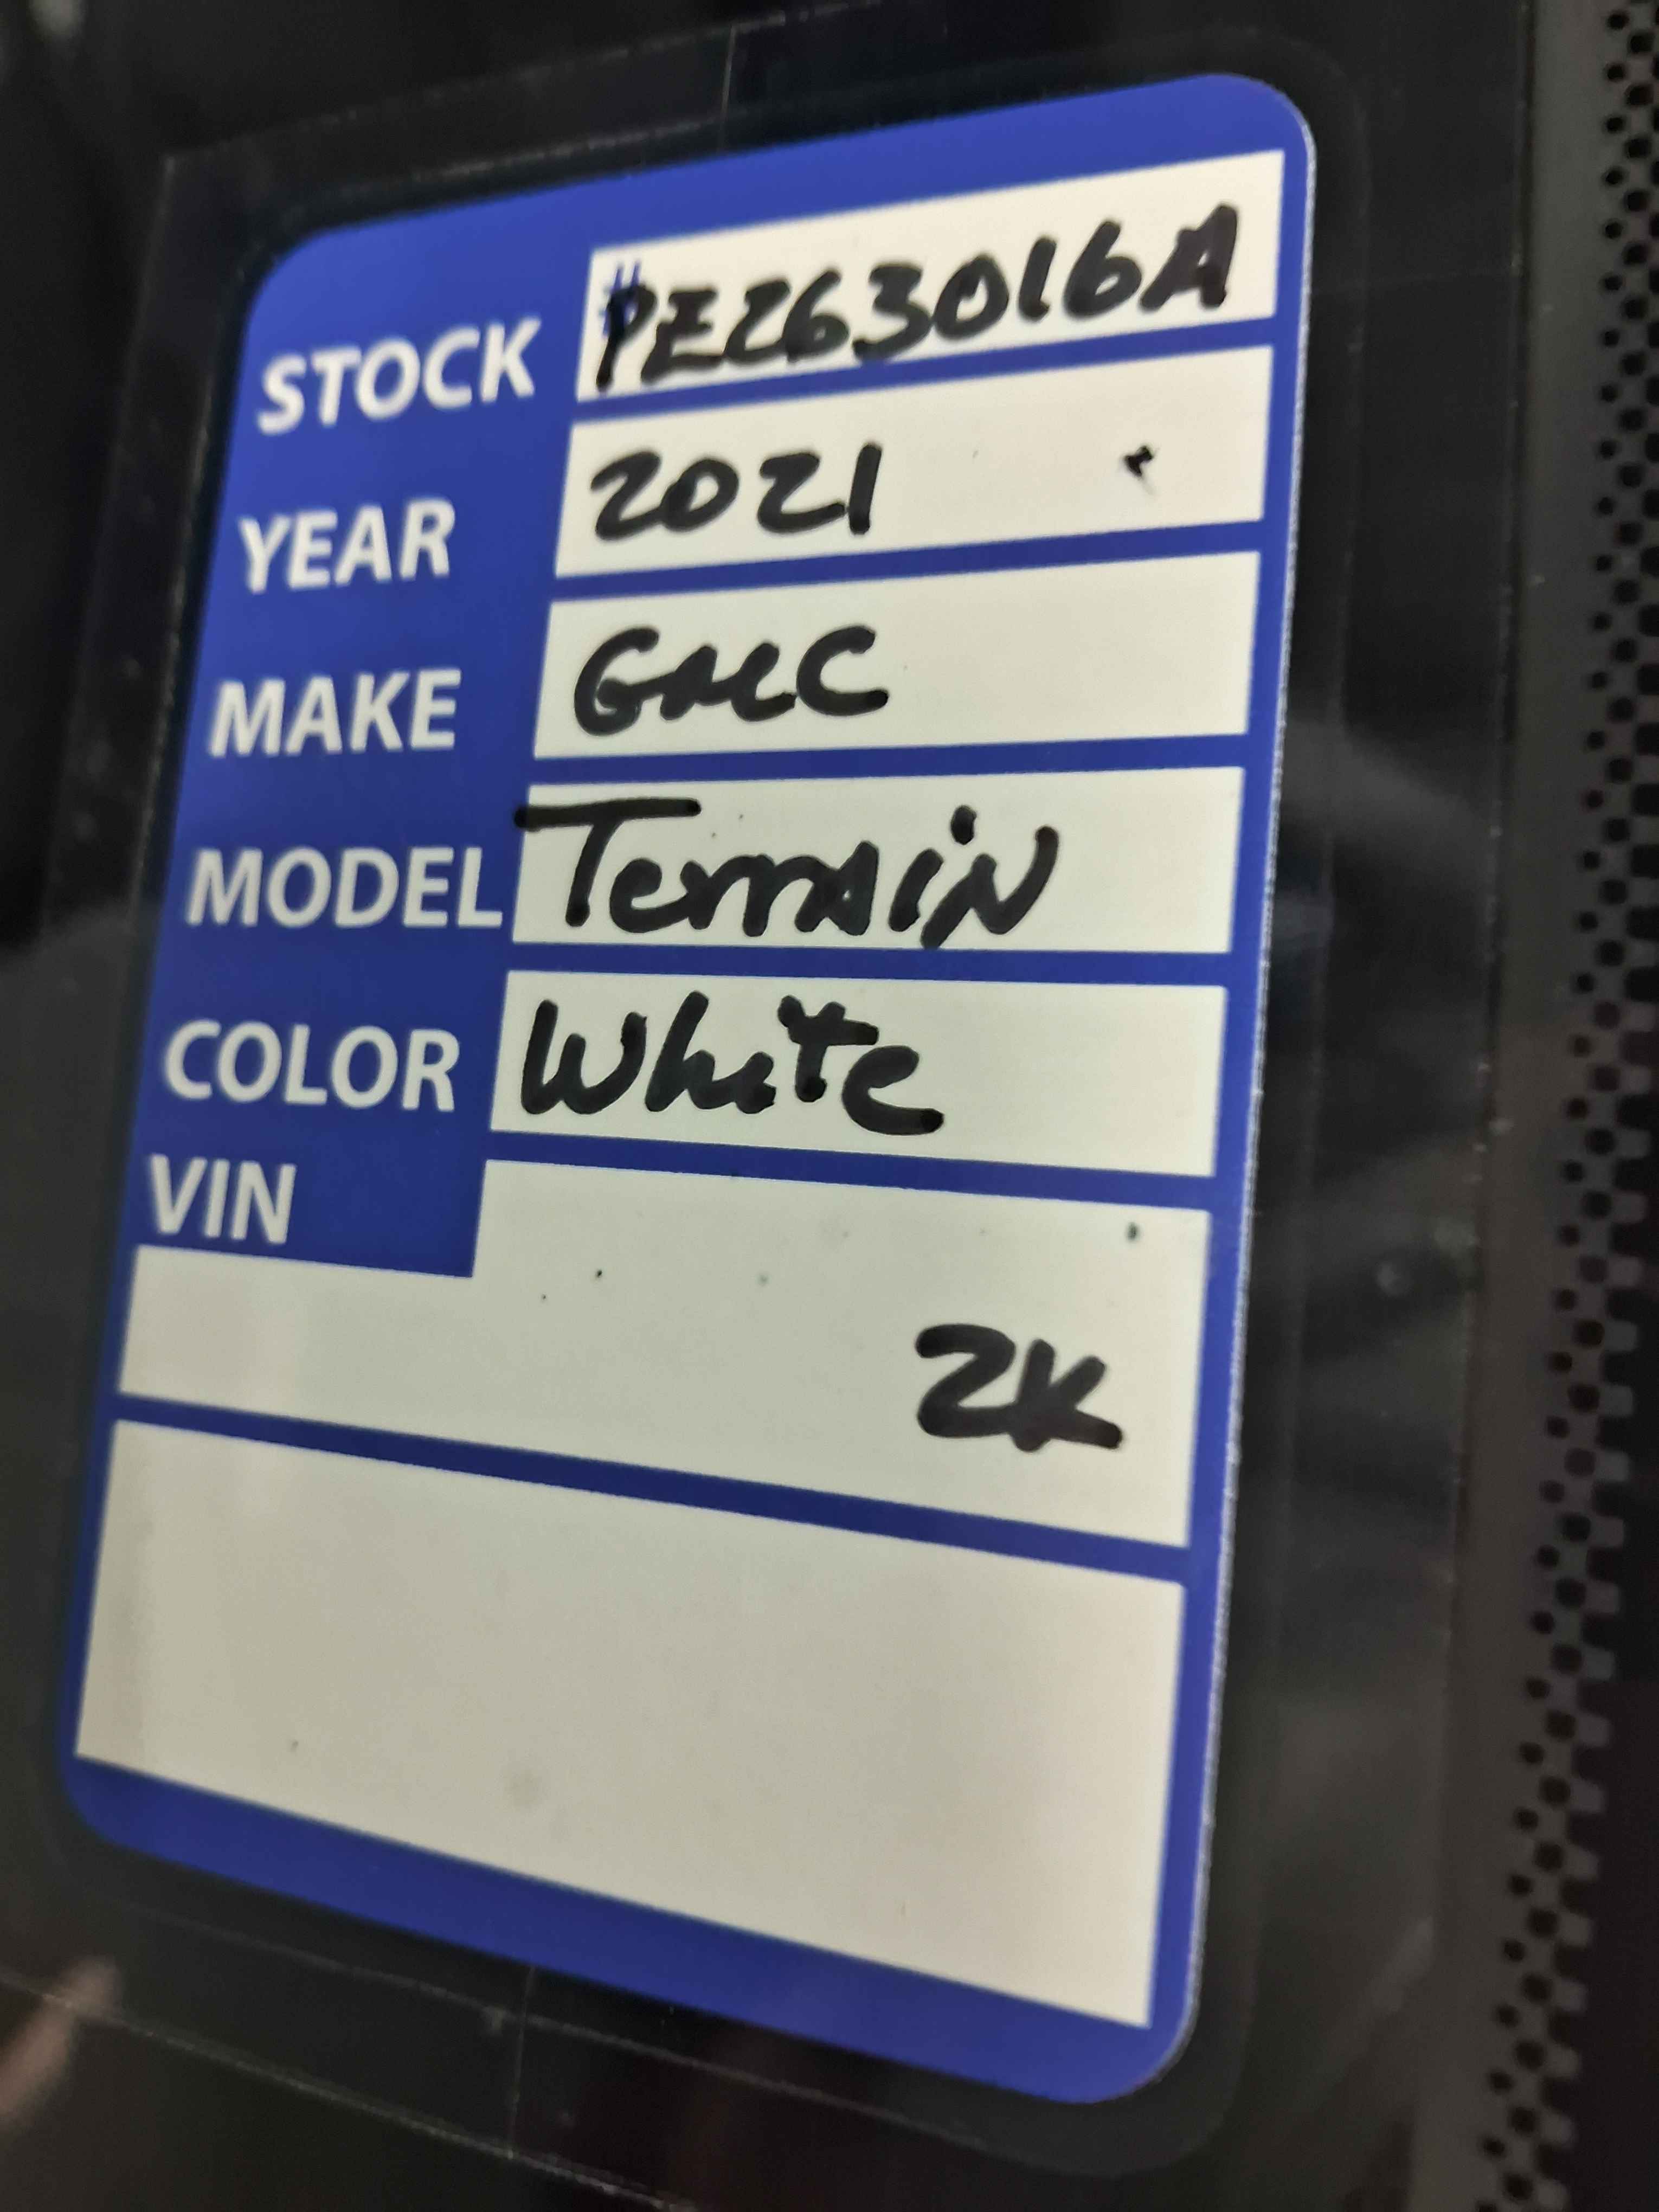 STOCK #PE263016A
YEAR 2021
MAKE GMC
MODEL Terrain
COLOR White
VIN
2K